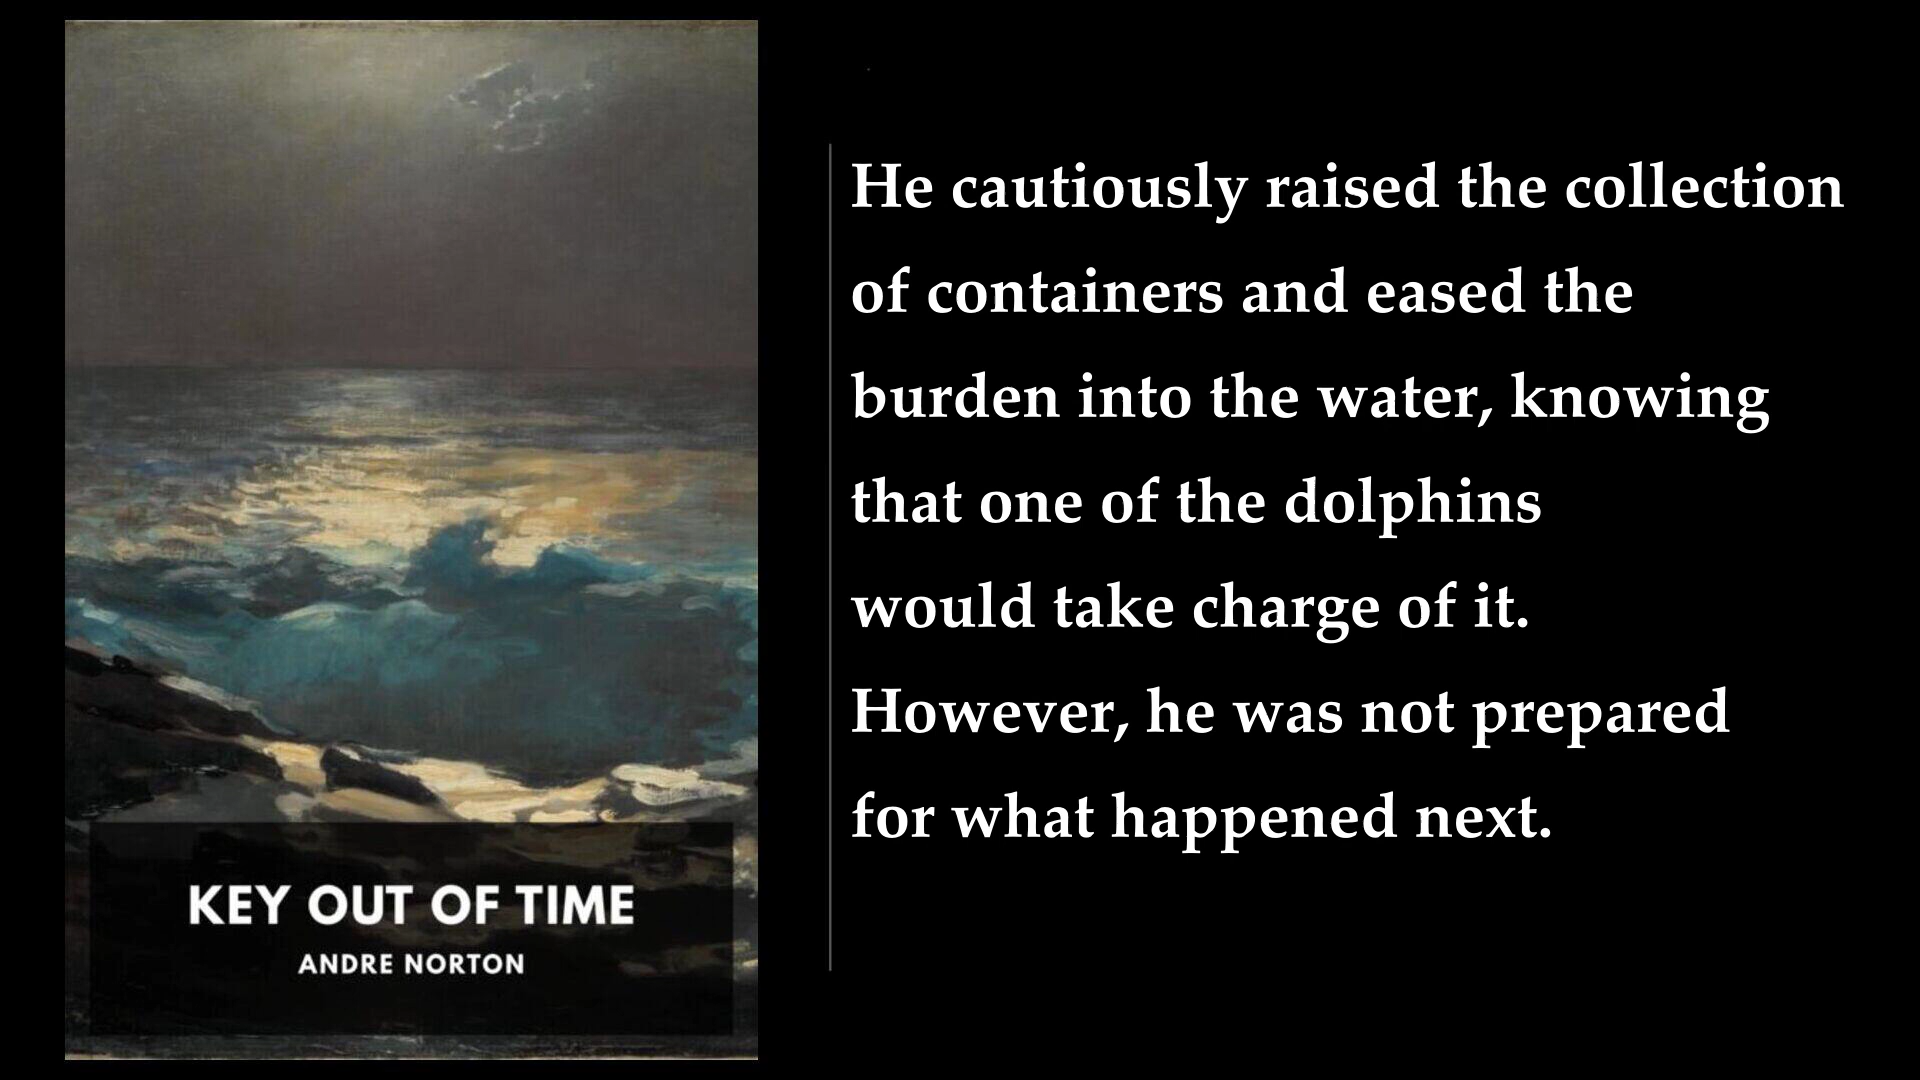 He cautiously raised the collection
of containers and eased the
burden into the water, knowing
that one of the dolphins
would take charge of it.
However, he was not prepared
for what happened next.
KEY OUT OF TIME
ANDRE NORTON